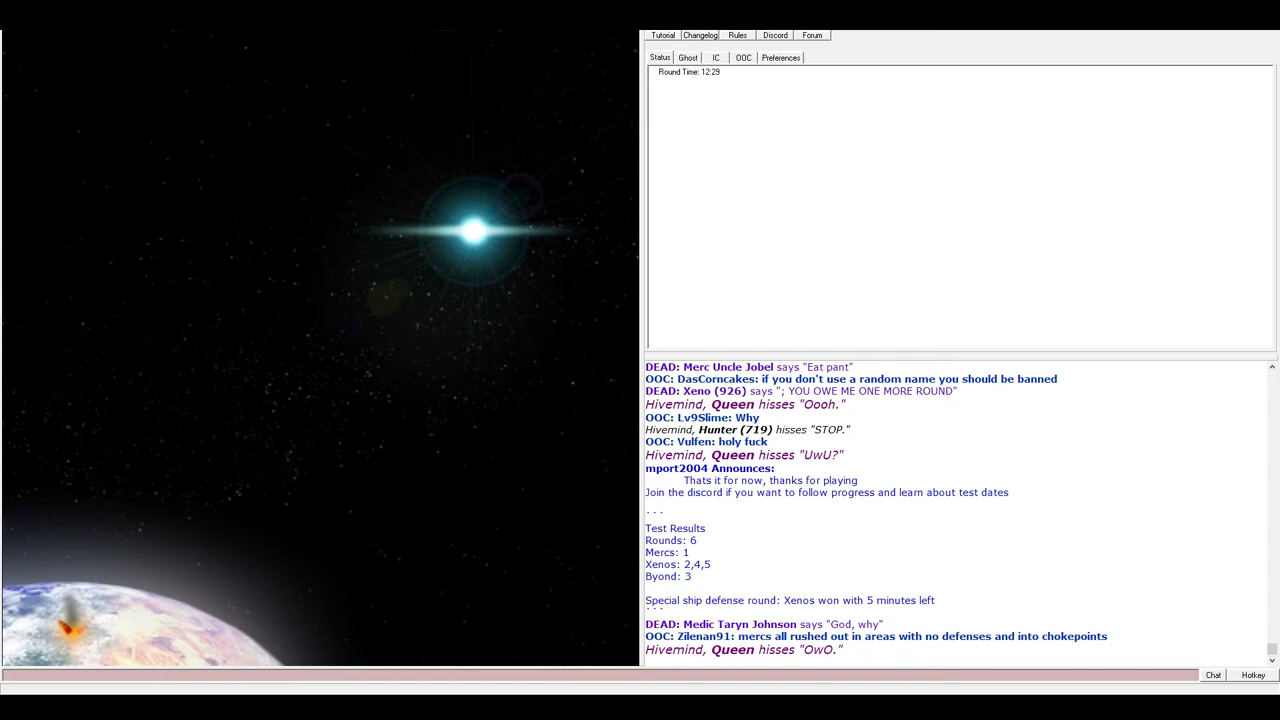 Tutorial Changelog Rules Discord Forum
Status Ghost IC OOC Preferences
Round Time: 12:29
DEAD: Merc Uncle Jobel says "Eat pant"
OOC: DasCorncakes: if you don't use a random name you should be banned
DEAD: Xeno (926) says "; YOU OWE ME ONE MORE ROUND"
Hivemind, Queen hisses "Oooh."
OOC: Lv9Slime: Why
Hivemind, Hunter (719) hisses "STOP."
OOC: Vulfen: holy fuck
Hivemind, Queen hisses "UwU?"
mport2004 Announces:
Thats it for now, thanks for playing
Join the discord if you want to follow progress and learn about test dates
```
Test Results
Rounds: 6
Mercs: 1
Xenos: 2,4,5
Byond: 3
Special ship defense round: Xenos won with 5 minutes left
```
DEAD: Medic Taryn Johnson says "God, why"
OOC: Zilenan91: mercs all rushed out in areas with no defenses and into chokepoints
Hivemind, Queen hisses "OwO."
Chat Hotkey